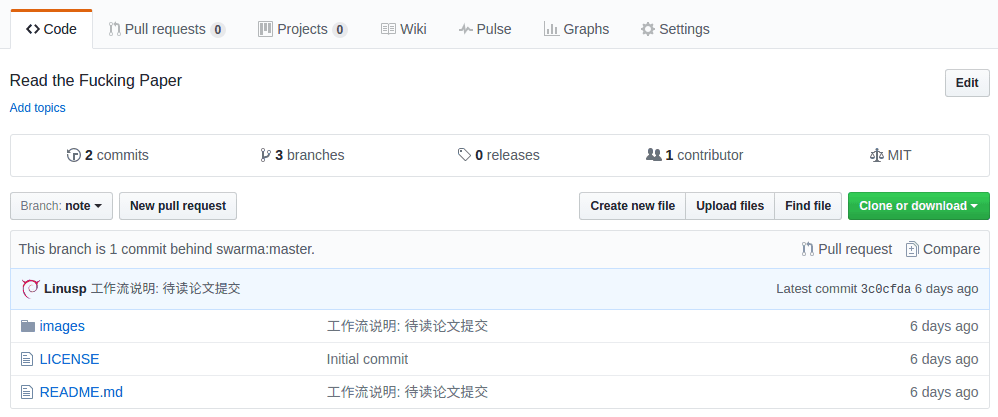 Code Pull requests 0 Projects 0 Wiki Pulse Graphs Settings
Read the Fucking Paper Edit
Add topics
2 commits 3 branches 0 releases 1 contributor MIT
Branch: note New pull request Create new file Upload files Find file Clone or download
This branch is 1 commit behind swarma:master. Pull request Compare
Linusp 工作流说明: 待读论文提交 Latest commit 3c0cfda 6 days ago
images 工作流说明: 待读论文提交 6 days ago
LICENSE Initial commit 6 days ago
README.md 工作流说明: 待读论文提交 6 days ago